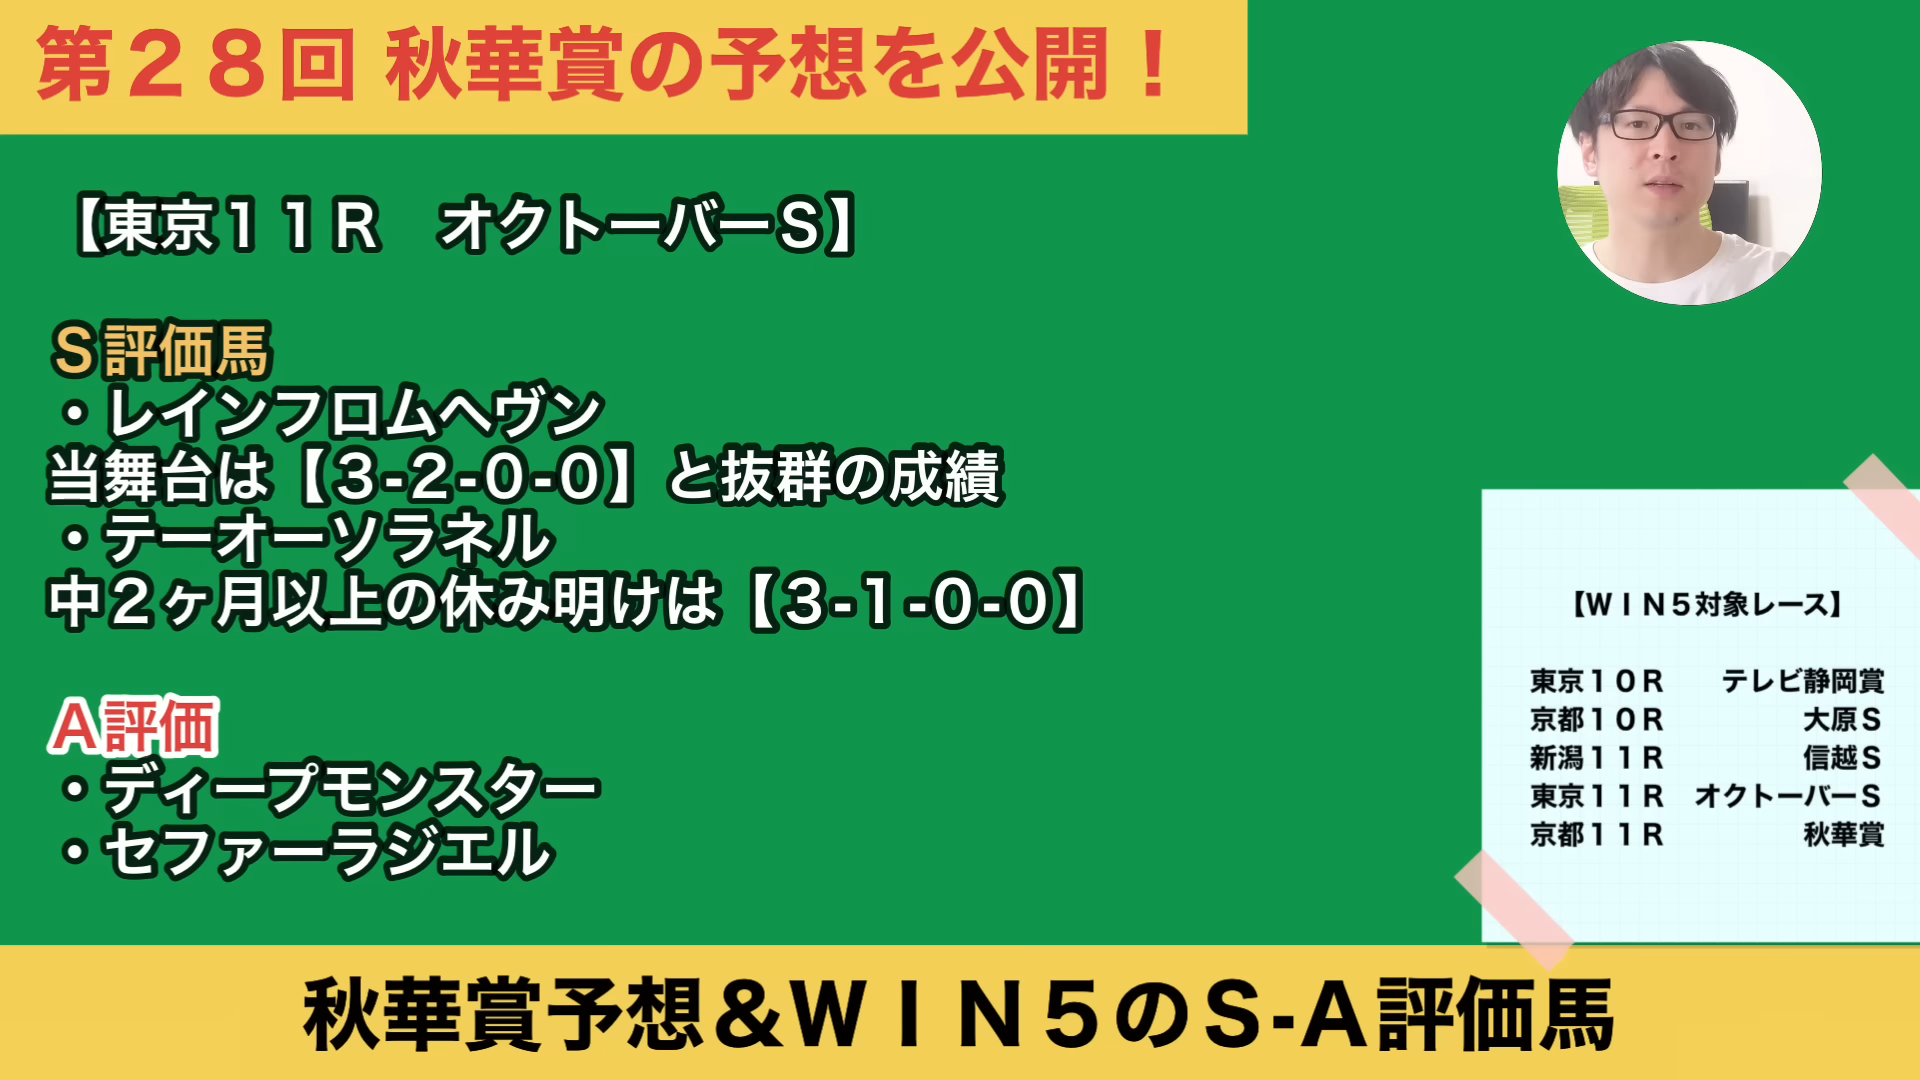 第２８回 秋華賞の予想を公開！
【東京１１Ｒ　オクトーバーＳ】
Ｓ評価馬
・レインフロムヘヴン
当舞台は【３-２-０-０】と抜群の成績
・テーオーソラネル
中２ヶ月以上の休み明けは【３-１-０-０】
Ａ評価
・ディープモンスター
・セファーラジエル
【ＷＩＮ５対象レース】
東京１０Ｒ　テレビ静岡賞
京都１０Ｒ　大原Ｓ
新潟１１Ｒ　信越Ｓ
東京１１Ｒ　オクトーバーＳ
京都１１Ｒ　秋華賞
秋華賞予想＆ＷＩＮ５のＳ-Ａ評価馬